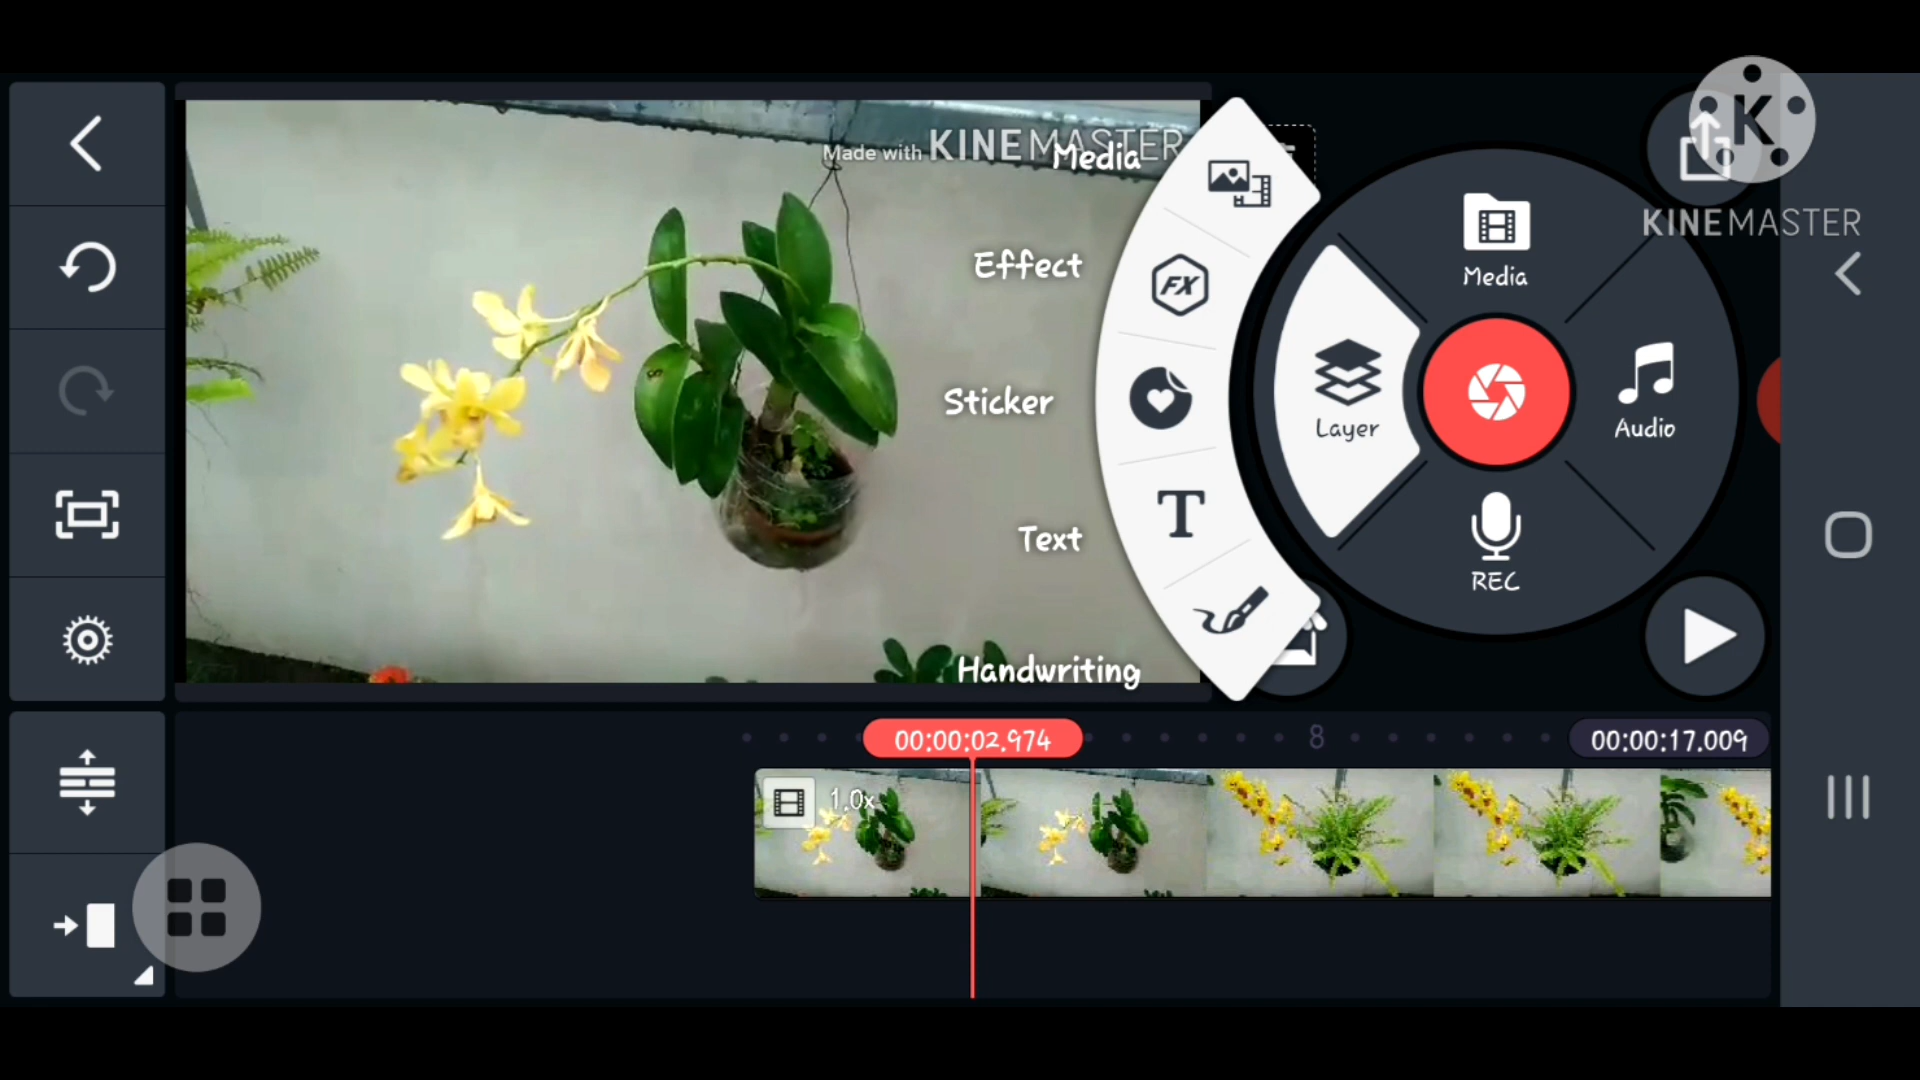 Made with KINEMASTER
Media
Effect
FX
Sticker
T
Text
Handwriting
Media
Layer
Audio
REC
K
KINEMASTER
00:00:02.974
8
00:00:17.009
1.0x